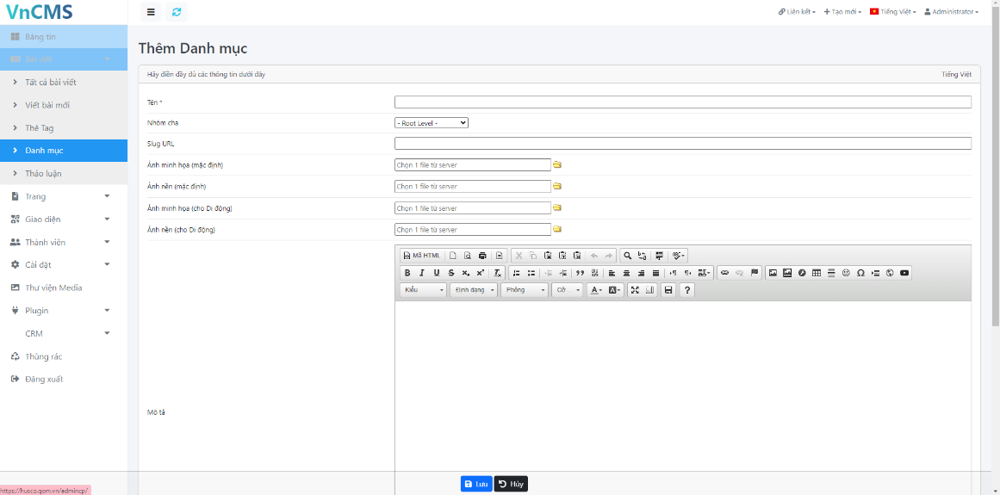 VnCMS
Liên kết
Tạo mới
Tiếng Việt
Administrator
Bảng tin
Bài viết
Tất cả bài viết
Viết bài mới
Thẻ Tag
Danh mục
Thảo luận
Trang
Giao diện
Thành viên
Cài đặt
Thư viện Media
Plugin
CRM
Thùng rác
Đăng xuất
Thêm Danh mục
Hãy điền đầy đủ các thông tin dưới đây
Tiếng Việt
Tên *
Nhóm cha
- Root Level -
Slug URL
Ảnh minh họa (mặc định)
Chọn 1 file từ server
Ảnh nền (mặc định)
Chọn 1 file từ server
Ảnh minh họa (cho Di động)
Chọn 1 file từ server
Ảnh nền (cho Di động)
Chọn 1 file từ server
Mã HTML
Kiểu
Định dạng
Phông
Cỡ...
Mô tả
Lưu
Hủy
https://husco.qom.vn/admincp/